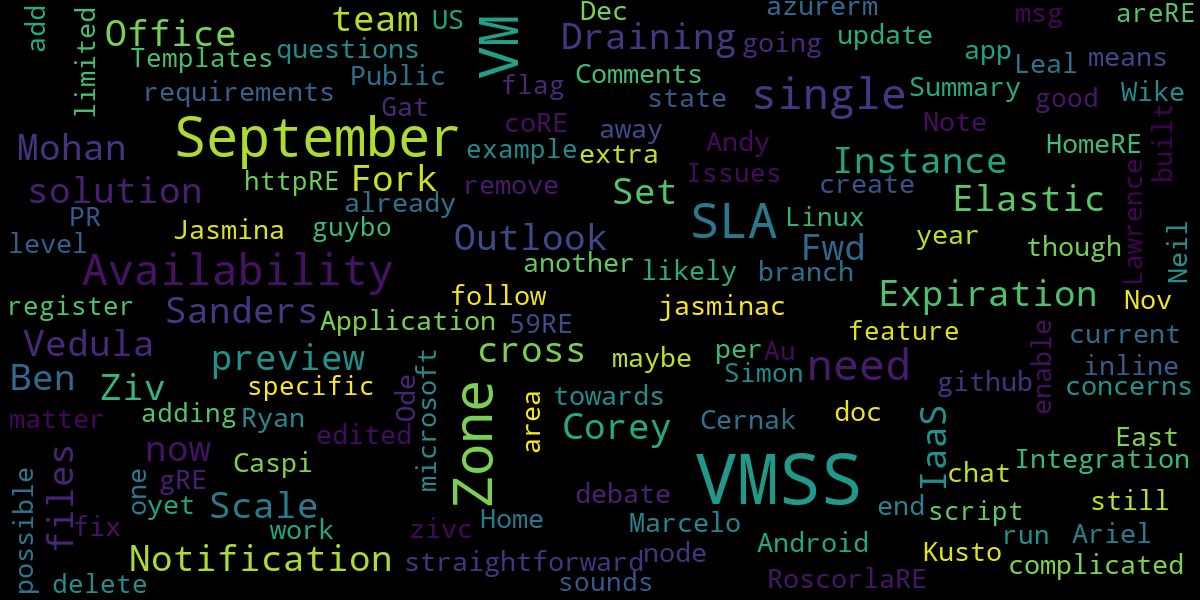 add
limited
Office
team
US
VM
Dec
azurerm
msg
areRE
Templates
questions
Draining
going
update
app
Leal
means
requirements
Public
Gat
flag
Comments
state
single
Summary
good
Wike
September
coRE
away
Andy
Note
built
Mohan
example
extra
Issues
Instance
HomeRE
solution
httpRE
Fork
remove
Set
create
Elastic
Lawrence
PR
already
SLA
Linux
level
Jasmina
guybo
Outlook
Fwd
year
though
Neil
Availability
another
likely
branch
register
Sanders
follow
jasminac
Expiration
Nov
Application
59RE
feature
Vedula
preview
cross
maybe
per
Au
need
enable
current
Ben
Ziv
specific
microsoft
Simon
github
inline
concerns
matter
adding
Ryan
Ode
Zone
area
towards
Cernak
doc
edited
Corey
IaaS
East
now
Caspi
VMSS
chat
Integration
possible
files
gRE
one
yet
Scale
debate
end
script
still
fix
work
zivc
Home
Marcelo
Android
run
Ariel
Notification
straightforward
node
Kusto
complicated
delete
sounds
RoscorlaRE